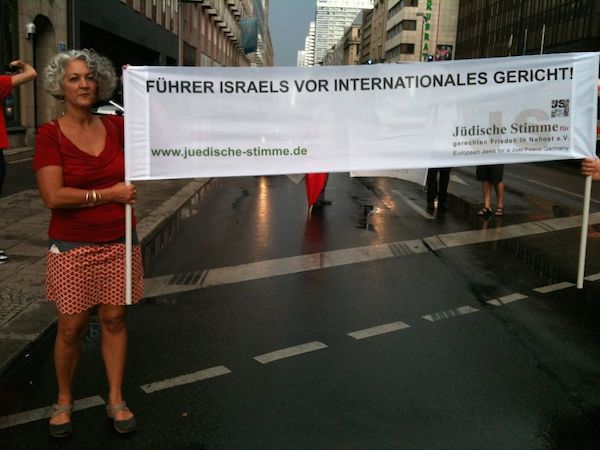 FÜHRER ISRAELS VOR INTERNATIONALES GERICHT!
www.juedische-stimme.de
Jüdische Stimme für
gerechten Frieden in Nahost e.V.
European Jews for a Just Peace Germany